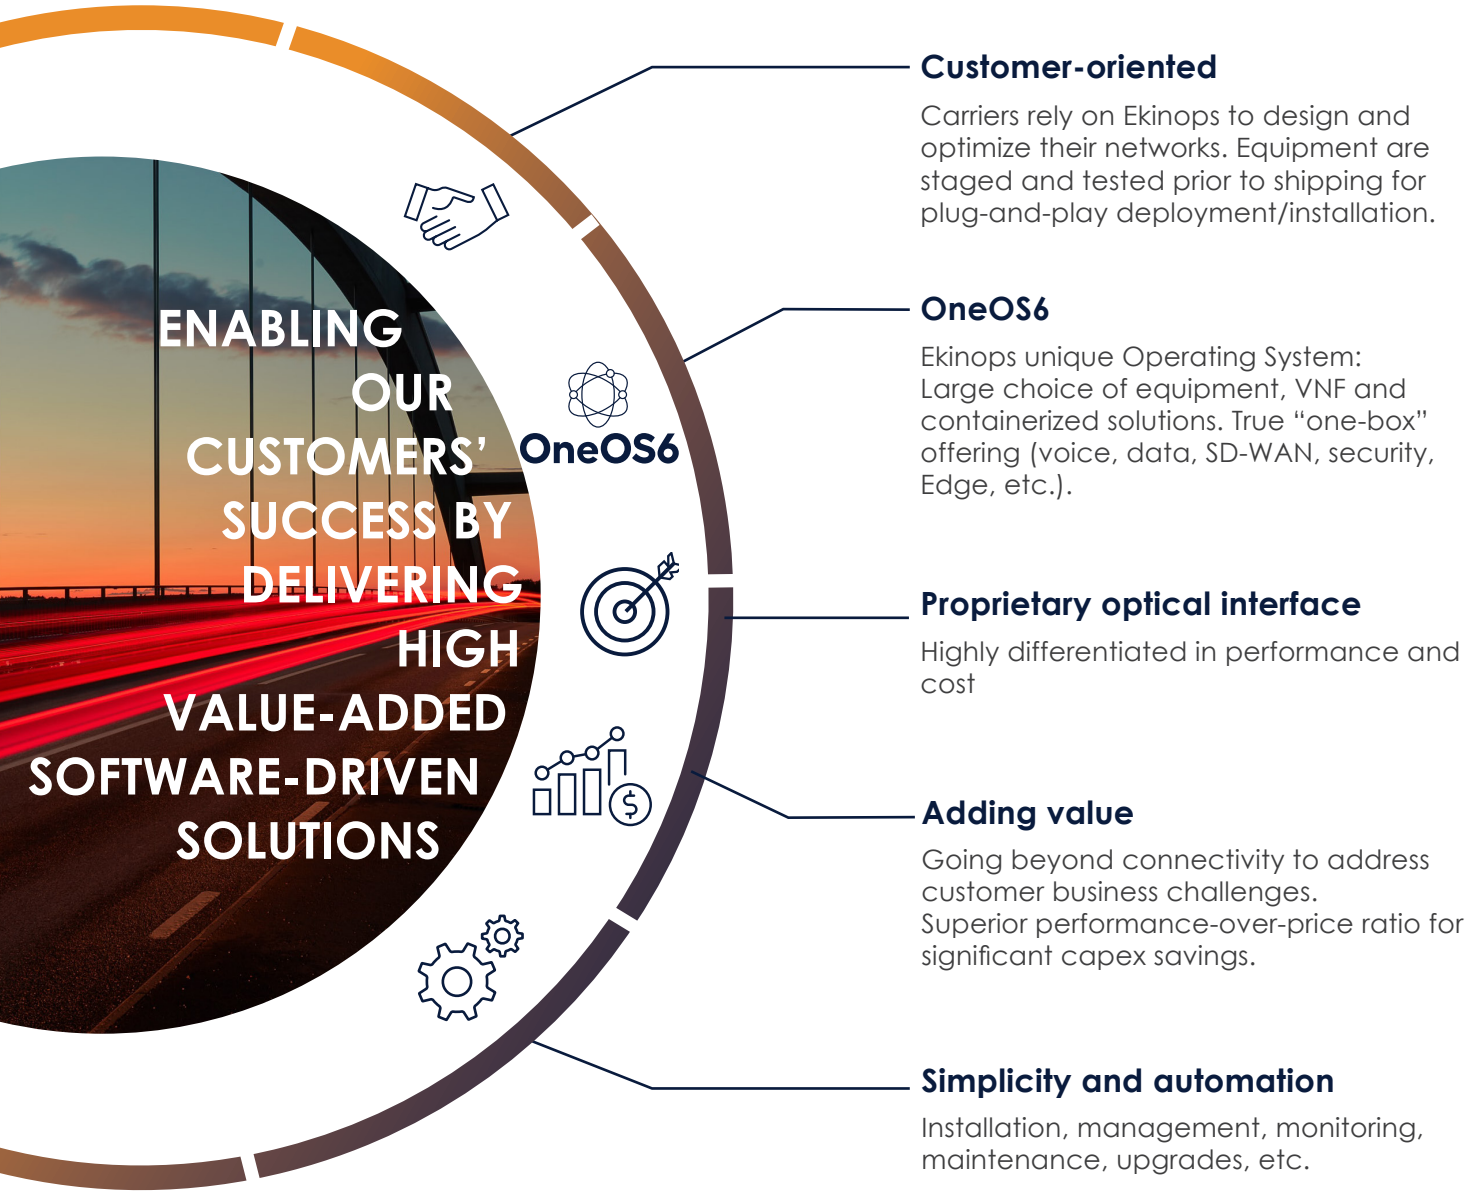 ENABLING
OUR
CUSTOMERS’
SUCCESS BY
DELIVERING
HIGH
VALUE-ADDED
SOFTWARE-DRIVEN
SOLUTIONS
OneOS6
$
Customer-oriented
Carriers rely on Ekinops to design and
optimize their networks. Equipment are
staged and tested prior to shipping for
plug-and-play deployment/installation.
OneOS6
Ekinops unique Operating System:
Large choice of equipment, VNF and
containerized solutions. True “one-box”
offering (voice, data, SD-WAN, security,
Edge, etc.).
Proprietary optical interface
Highly differentiated in performance and
cost
Adding value
Going beyond connectivity to address
customer business challenges.
Superior performance-over-price ratio for
significant capex savings.
Simplicity and automation
Installation, management, monitoring,
maintenance, upgrades, etc.